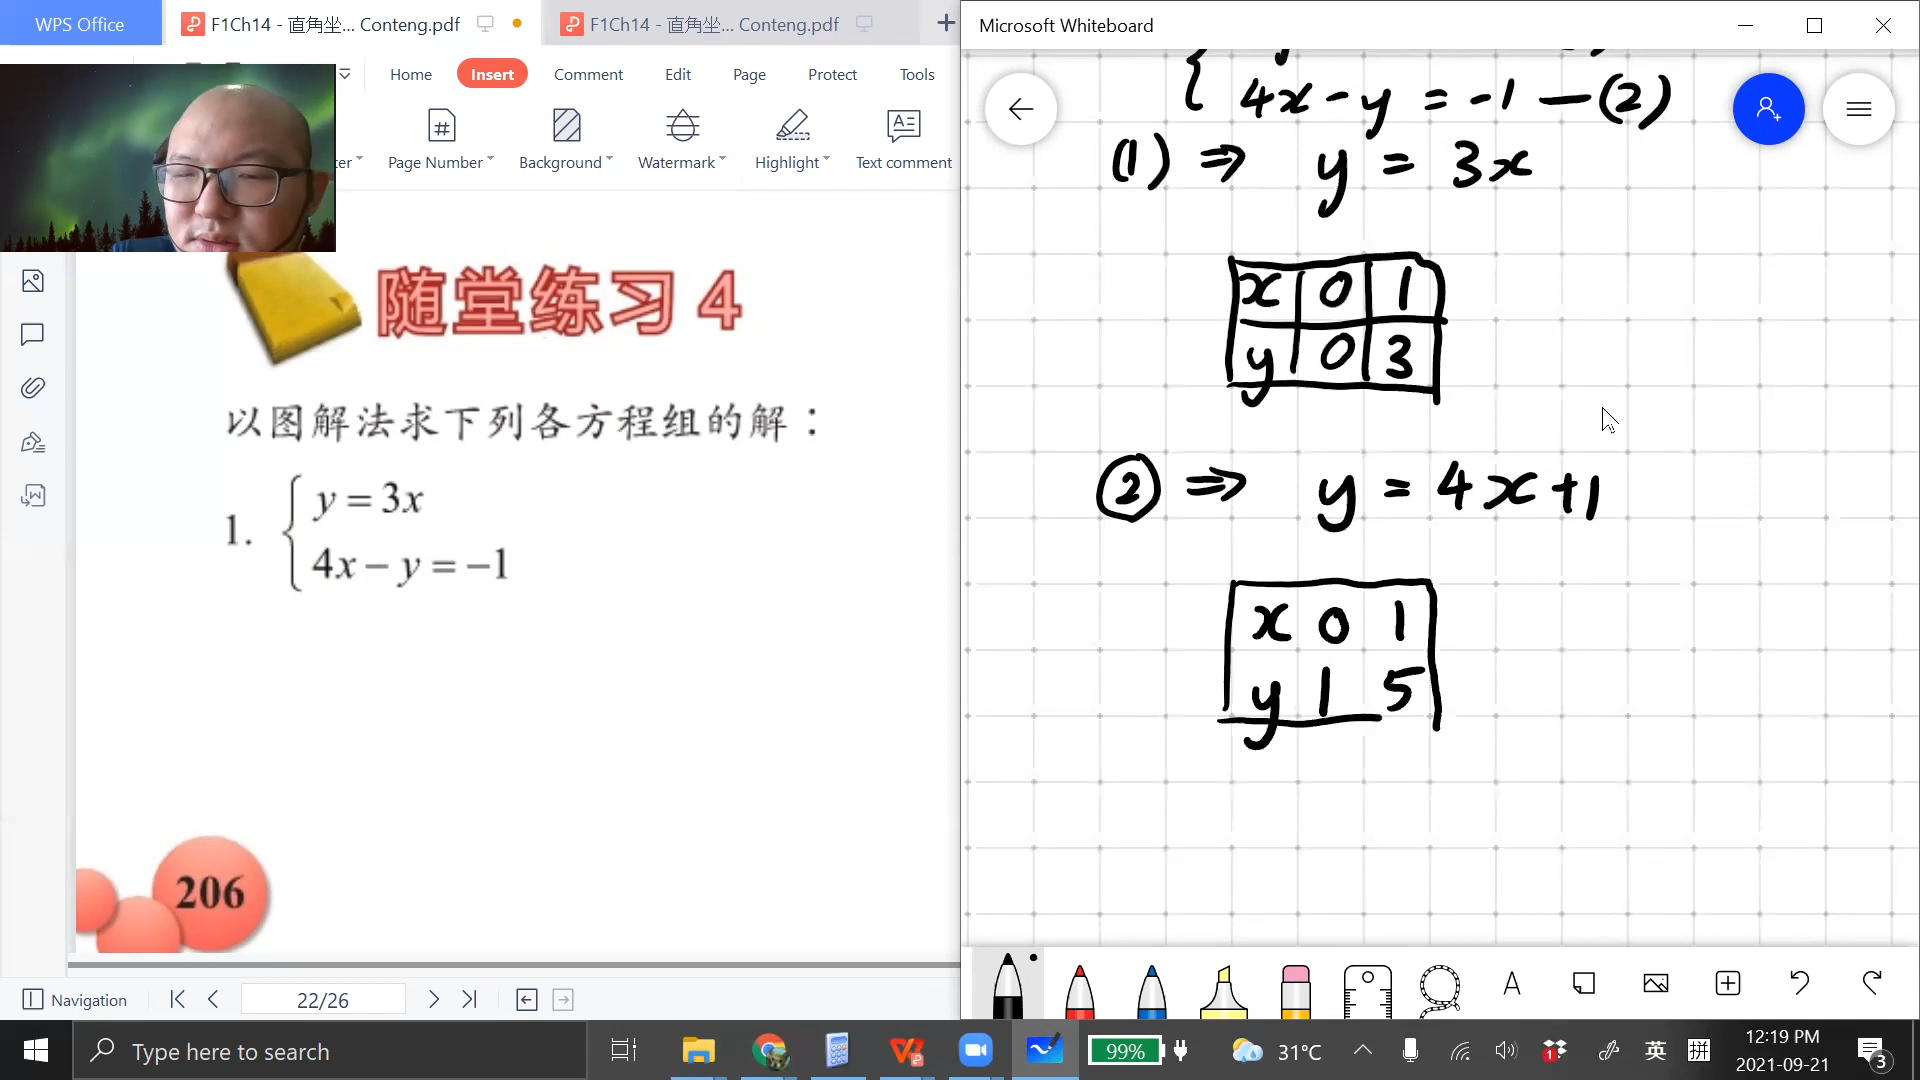 WPS Office
F1Ch14 - 直角坐... Conteng.pdf
F1Ch14 - 直角坐... Conteng.pdf
Microsoft Whiteboard
Home
Insert
Comment
Edit
Page
Protect
Tools
Page Number
Background
Watermark
Highlight
Text comment
随堂练习 4
以图解法求下列各方程组的解：
1.
y = 3x
4x − y = −1
206
4x - y = -1 — (2)
(1) ⇒ y = 3x
x 0 1
y 0 3
② ⇒ y = 4x+1
x 0 1
y 1 5
Navigation
22/26
Type here to search
99%
31°C
英
拼
12:19 PM
2021-09-21
3